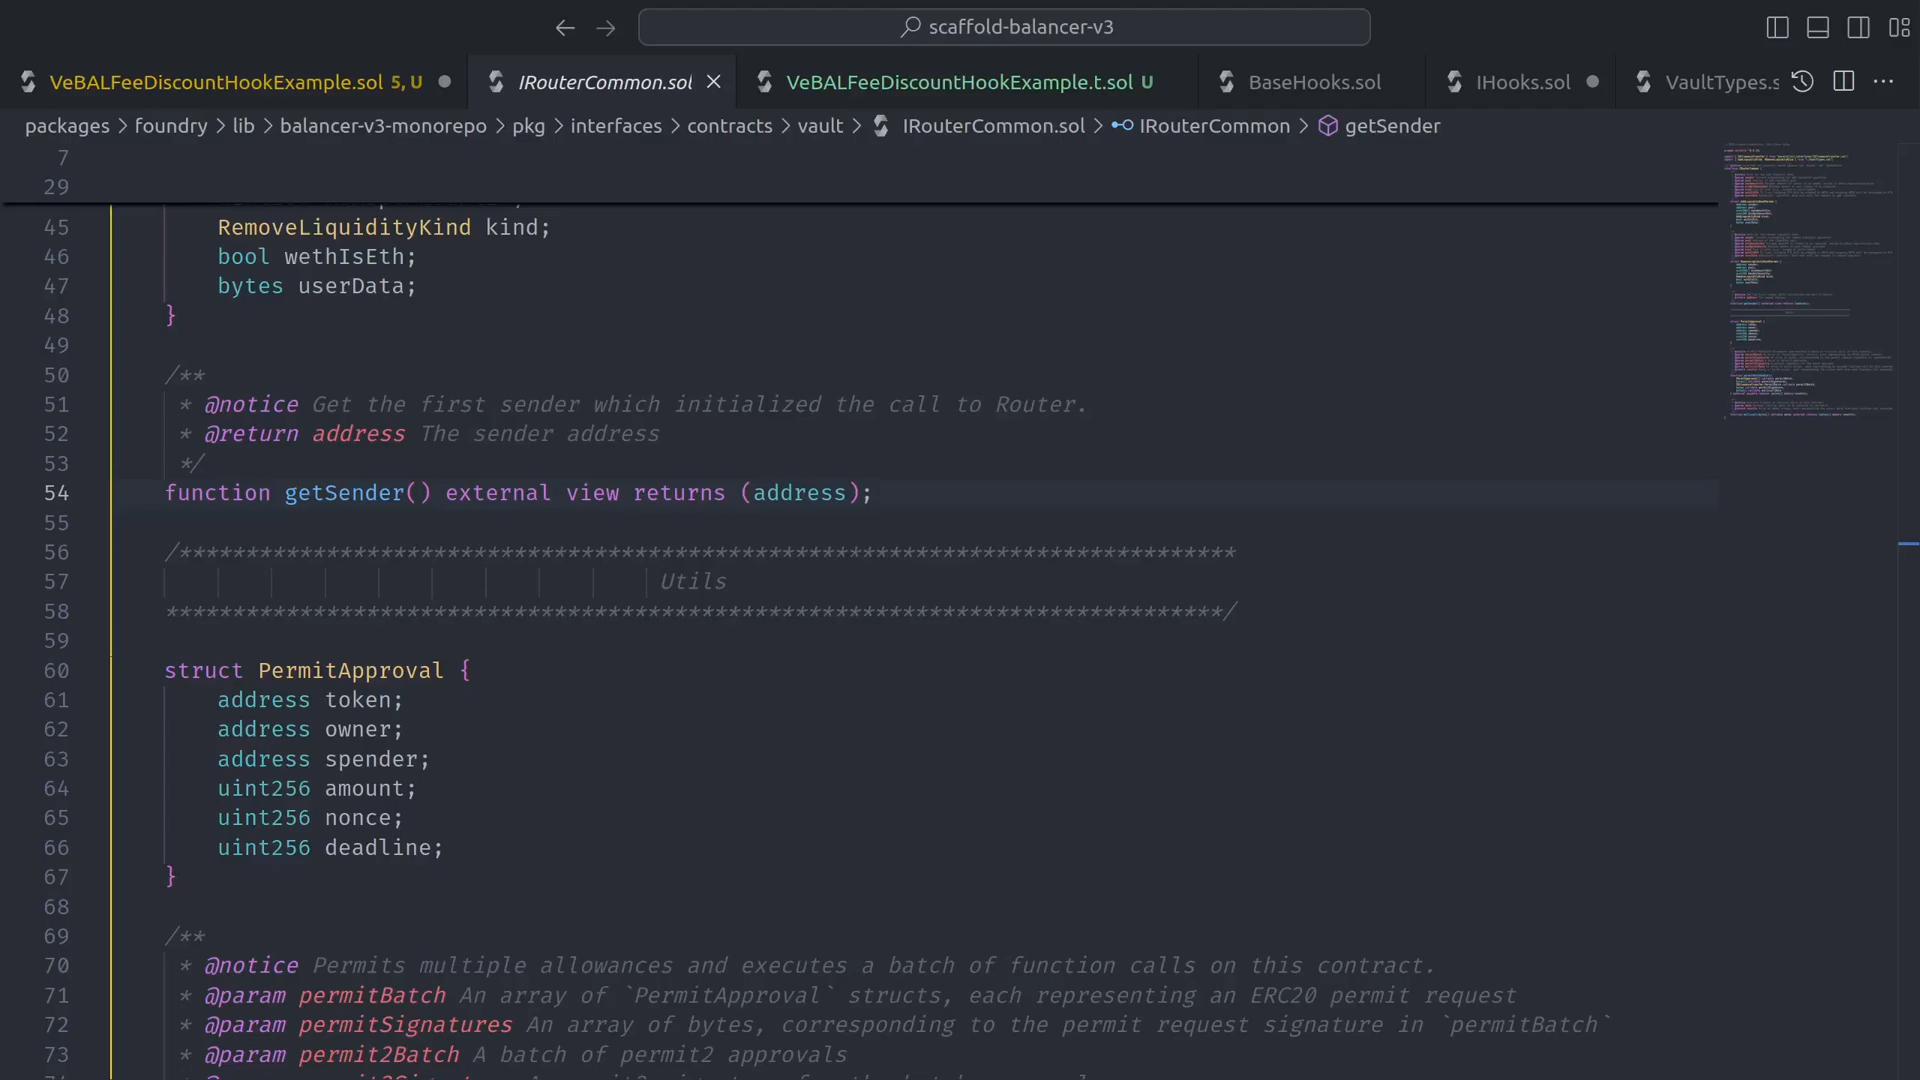 scaffold-balancer-v3
VeBALFeeDiscountHookExample.sol 5, U
IRouterCommon.sol
VeBALFeeDiscountHookExample.t.sol U
BaseHooks.sol
IHooks.sol
VaultTypes.s
packages > foundry > lib > balancer-v3-monorepo > pkg > interfaces > contracts > vault > IRouterCommon.sol > IRouterCommon > getSender
7
29
45 RemoveLiquidityKind kind;
46 bool wethIsEth;
47 bytes userData;
48 }
49
50 /**
51 * @notice Get the first sender which initialized the call to Router.
52 * @return address The sender address
53 */
54 function getSender() external view returns (address);
55
56 /*******************************************************************************
57 Utils
58 *******************************************************************************/
59
60 struct PermitApproval {
61 address token;
62 address owner;
63 address spender;
64 uint256 amount;
65 uint256 nonce;
66 uint256 deadline;
67 }
68
69 /**
70 * @notice Permits multiple allowances and executes a batch of function calls on this contract.
71 * @param permitBatch An array of `PermitApproval` structs, each representing an ERC20 permit request
72 * @param permitSignatures An array of bytes, corresponding to the permit request signature in `permitBatch`
73 * @param permit2Batch A batch of permit2 approvals